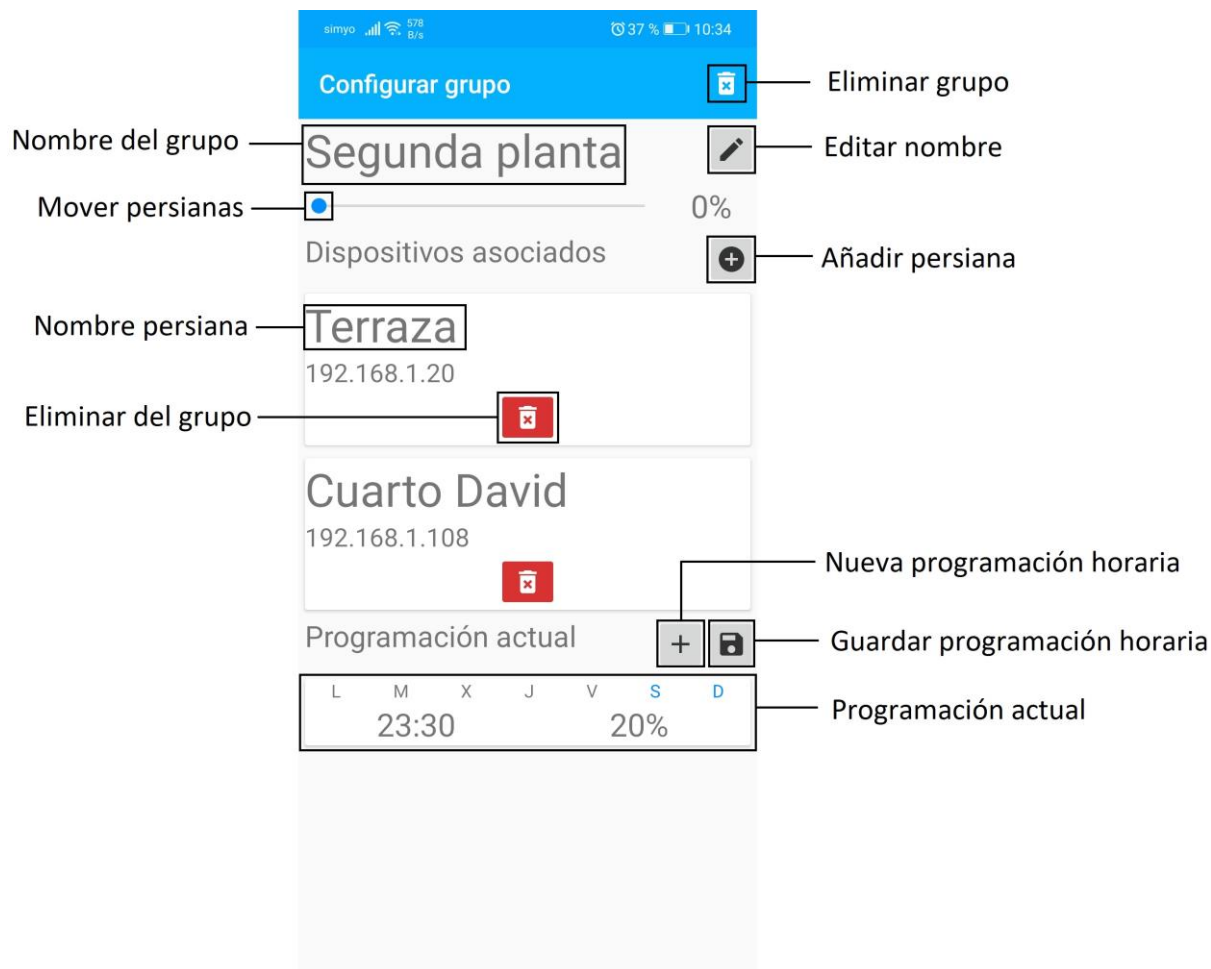 simyo 578 B/s 37 % 10:34
Configurar grupo
Eliminar grupo
Nombre del grupo
Segunda planta
Editar nombre
Mover persianas
0%
Dispositivos asociados
Añadir persiana
Nombre persiana
Terraza
192.168.1.20
Eliminar del grupo
Cuarto David
192.168.1.108
Nueva programación horaria
Programación actual
Guardar programación horaria
L M X J V S D
23:30 20%
Programación actual